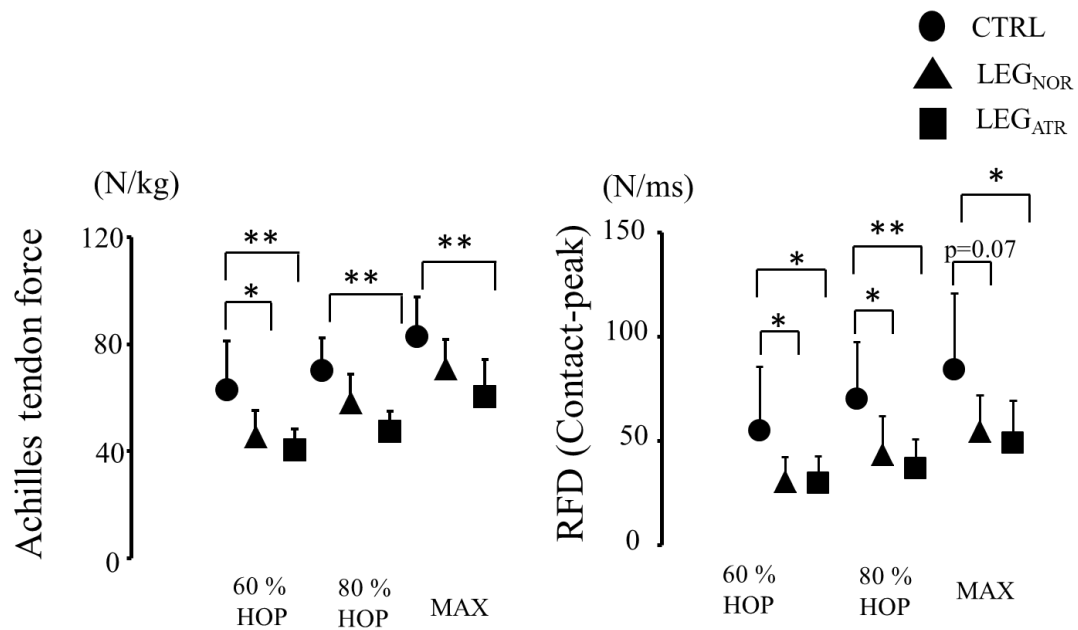 CTRL
LEGNOR
LEGATR
(N/kg)
Achilles tendon force
120
80
40
0
**
*
**
**
60 %
HOP
80 %
HOP
MAX
(N/ms)
RFD (Contact-peak)
150
100
50
0
*
*
**
*
*
p=0.07
60 %
HOP
80 %
HOP
MAX